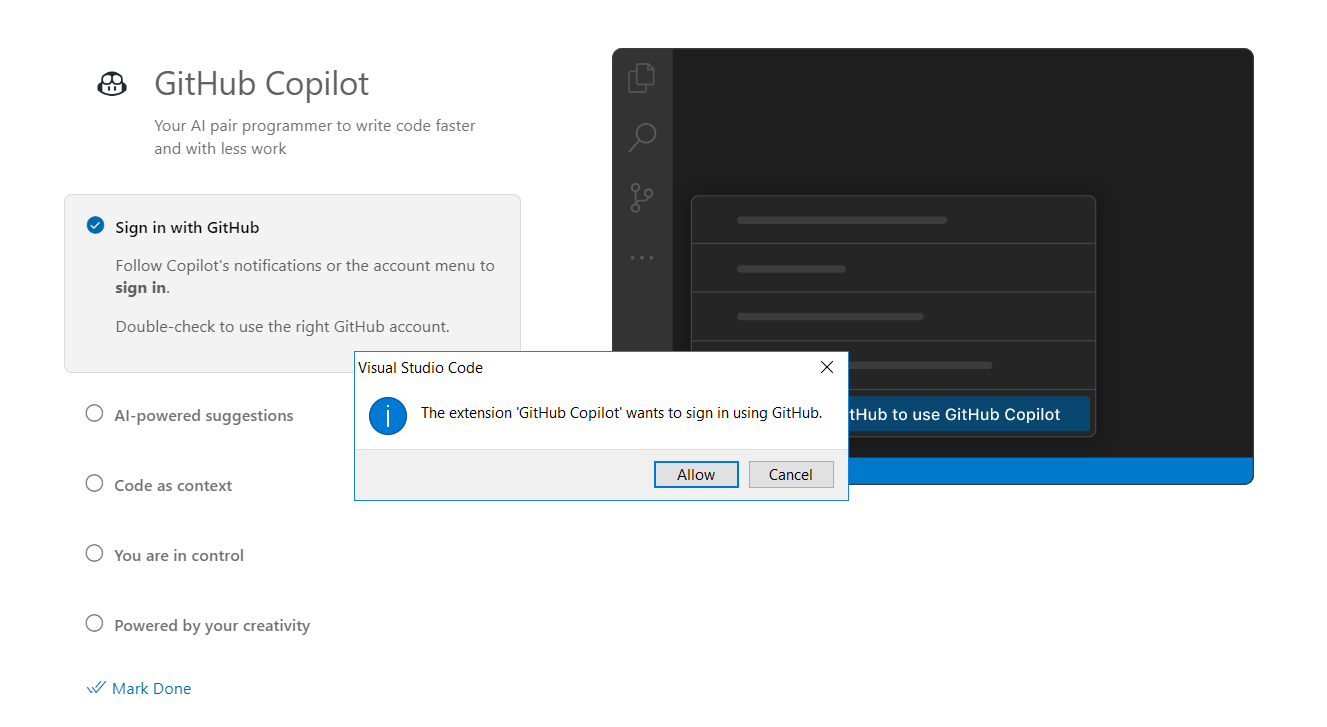 GitHub Copilot
Your AI pair programmer to write code faster
and with less work
Sign in with GitHub
Follow Copilot's notifications or the account menu to
sign in.
Double-check to use the right GitHub account.
AI-powered suggestions
Code as context
You are in control
Powered by your creativity
Mark Done
Visual Studio Code
The extension 'GitHub Copilot' wants to sign in using GitHub.
Allow
Cancel
to use GitHub Copilot